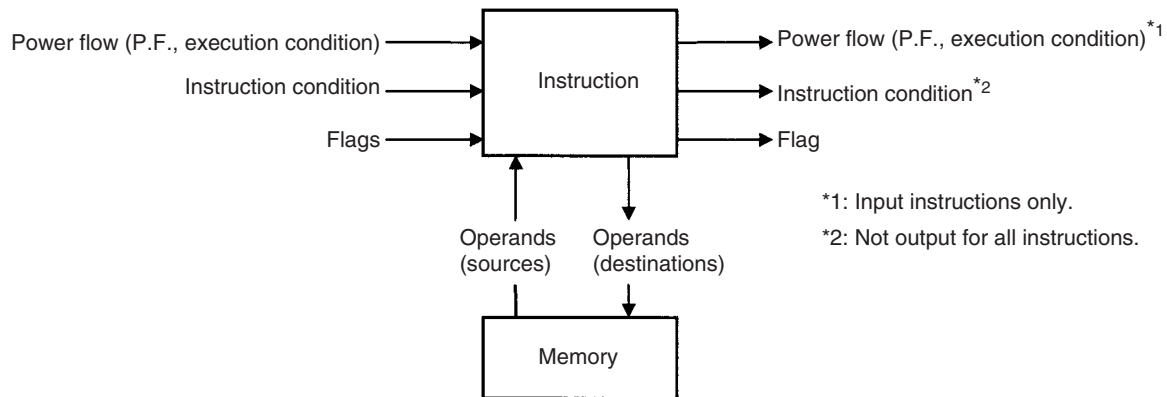 Power flow (P.F., execution condition)
Instruction condition
Flags
Instruction
Power flow (P.F., execution condition)*1
Instruction condition*2
Flag
*1: Input instructions only.
*2: Not output for all instructions.
Operands
(sources)
Operands
(destinations)
Memory